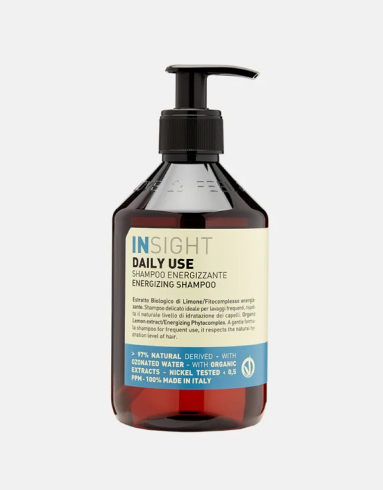 INSIGHT
DAILY USE
SHAMPOO ENERGIZZANTE
ENERGIZING SHAMPOO
Estratto Biologico di Limone/Fitocomplesso energiz-
zante. Shampoo delicato ideale per lavaggi frequenti, rispet-
ta il naturale livello di idratazione dei capelli. Organic
Lemon extract/Energizing Phytocomplex. A gentle formu-
la shampoo for frequent use, it respects the natural hy-
dration level of hair.
> 97% NATURAL DERIVED - WITH
OZONATED WATER - WITH ORGANIC
EXTRACTS - NICKEL TESTED < 0,5
PPM - 100% MADE IN ITALY